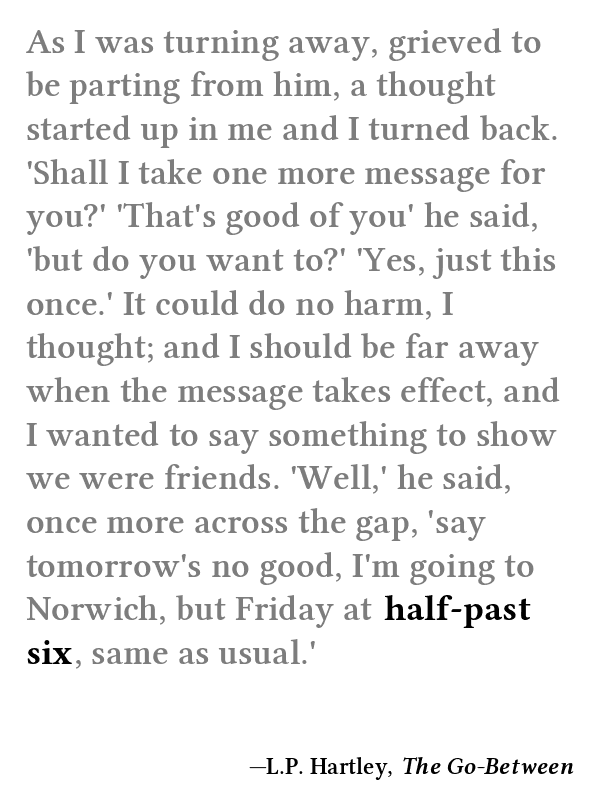 As I was turning away, grieved to
be parting from him, a thought
started up in me and I turned back.
'Shall I take one more message for
you?' 'That's good of you' he said,
'but do you want to?' 'Yes, just this
once.' It could do no harm, I
thought; and I should be far away
when the message takes effect, and
I wanted to say something to show
we were friends. 'Well,' he said,
once more across the gap, 'say
tomorrow's no good, I'm going to
Norwich, but Friday at half-past
six, same as usual.'
—L.P. Hartley, The Go-Between